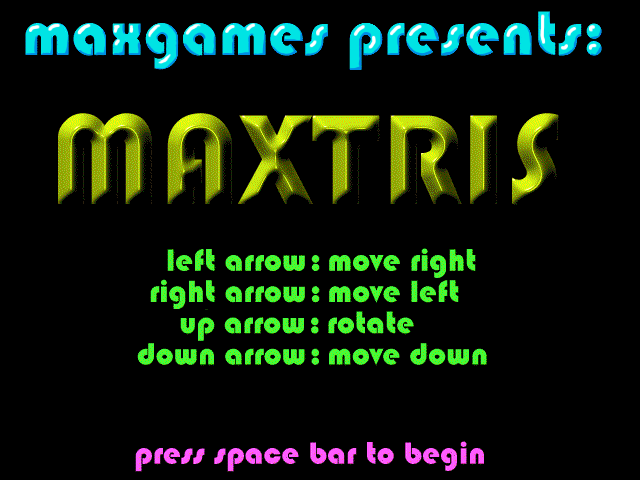 maxgames presents:
MAXTRIS
left arrow: move right
right arrow: move left
up arrow: rotate
down arrow: move down
press space bar to begin